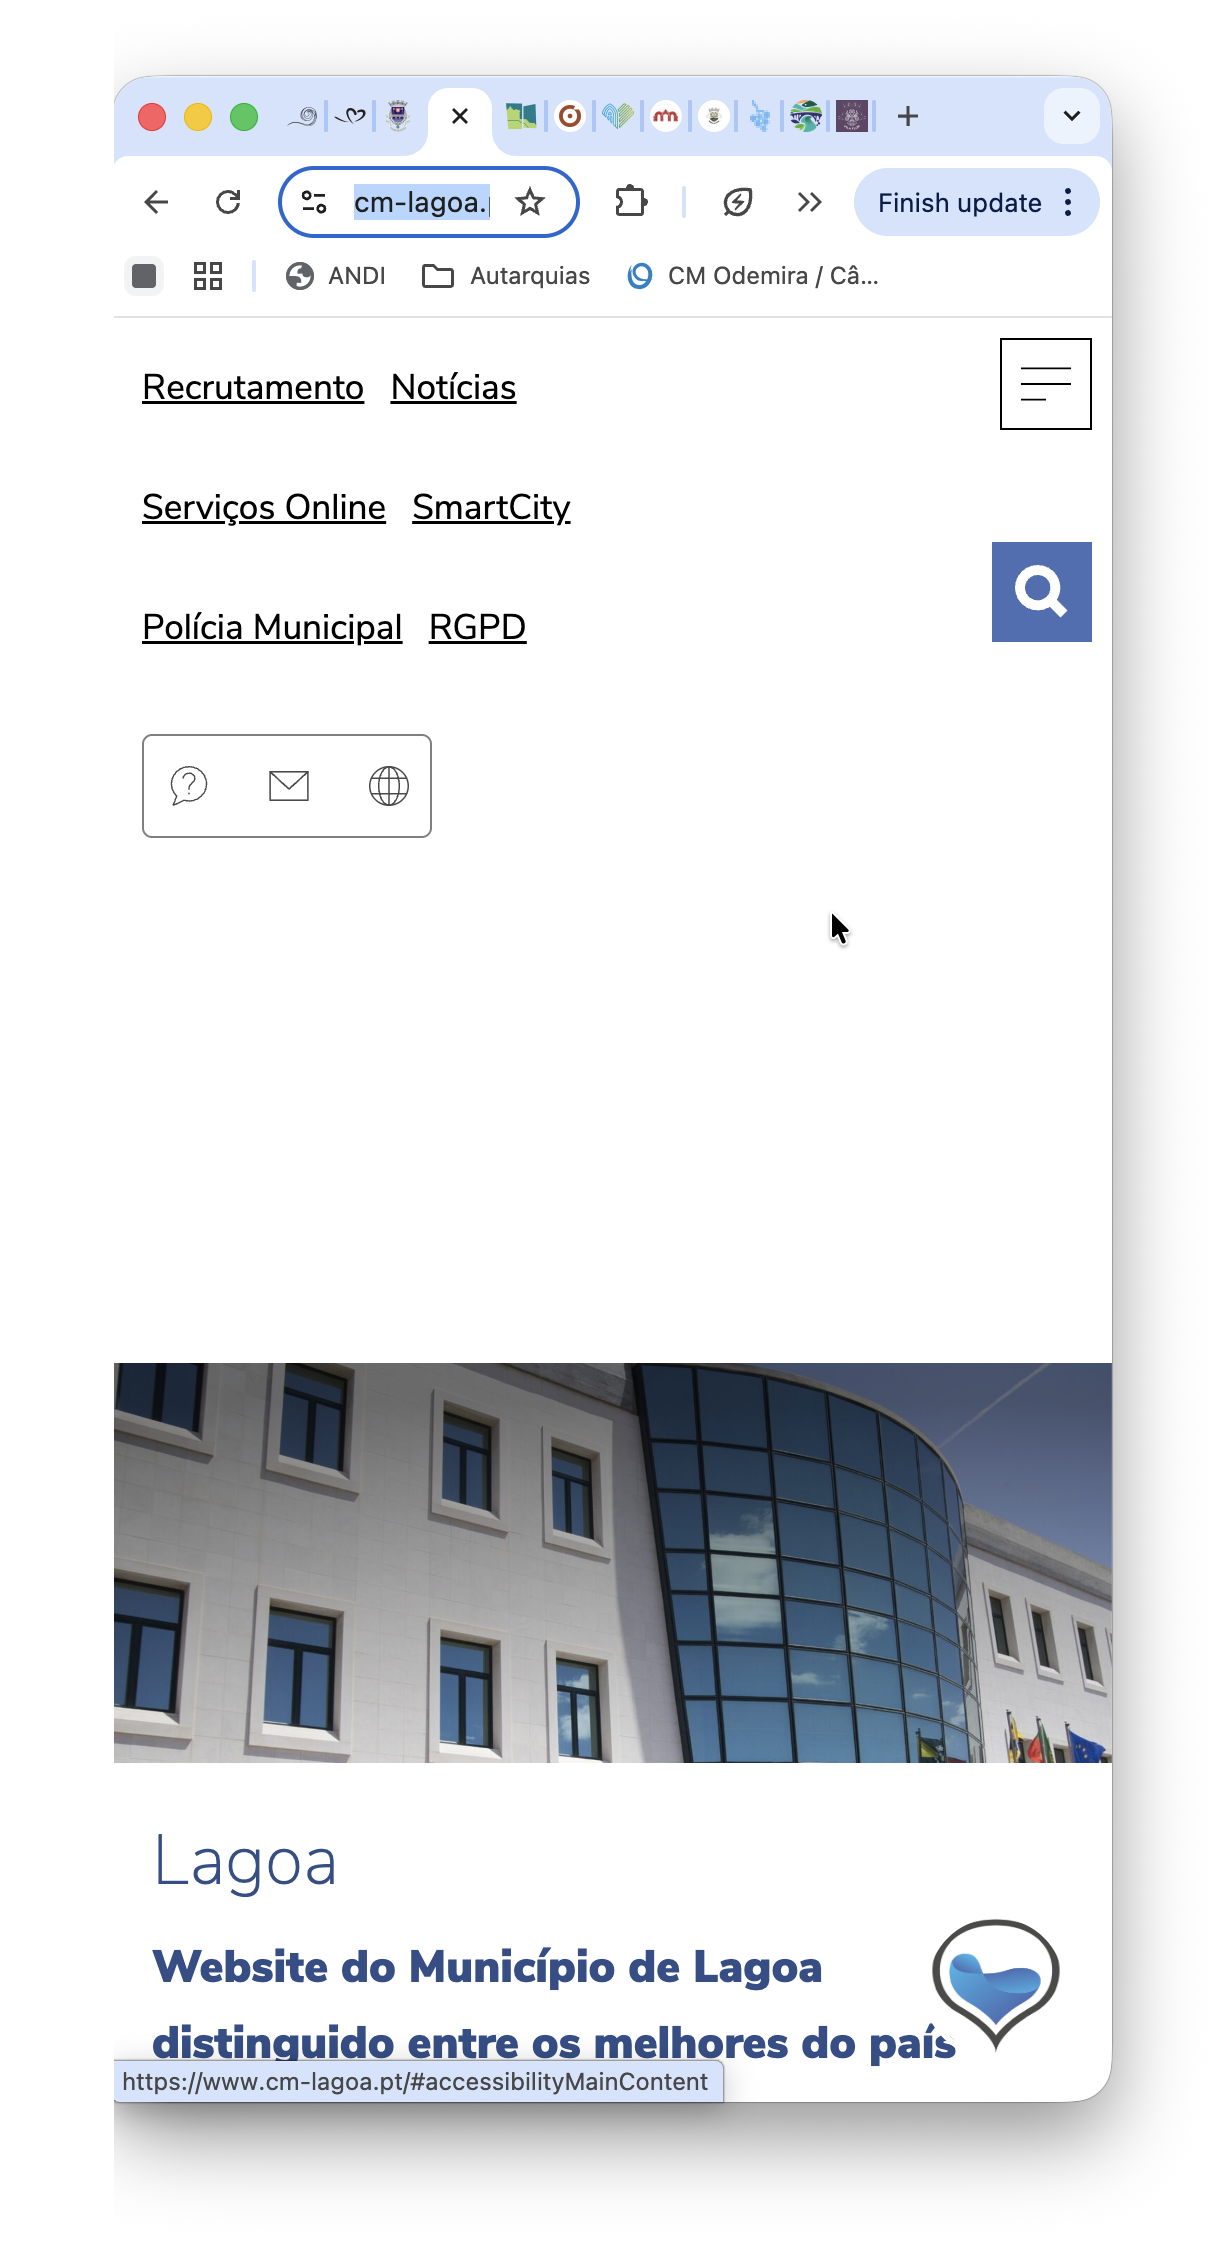 cm-lagoa.
Finish update
ANDI Autarquias CM Odemira / Câ...
Recrutamento Notícias
Serviços Online SmartCity
Polícia Municipal RGPD
Lagoa
Website do Município de Lagoa
distinguido entre os melhores do país
https://www.cm-lagoa.pt/#accessibilityMainContent